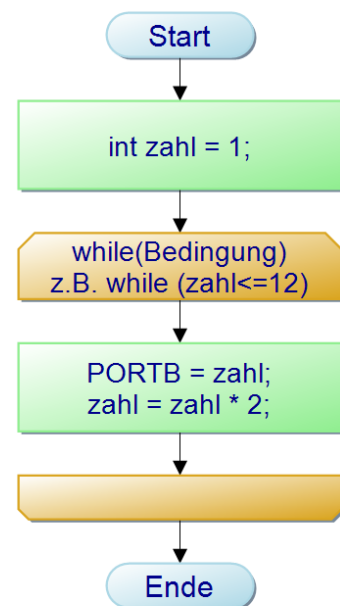 Start
int zahl = 1;
while(Bedingung)
z.B. while (zahl<=12)
PORTB = zahl;
zahl = zahl * 2;
Ende